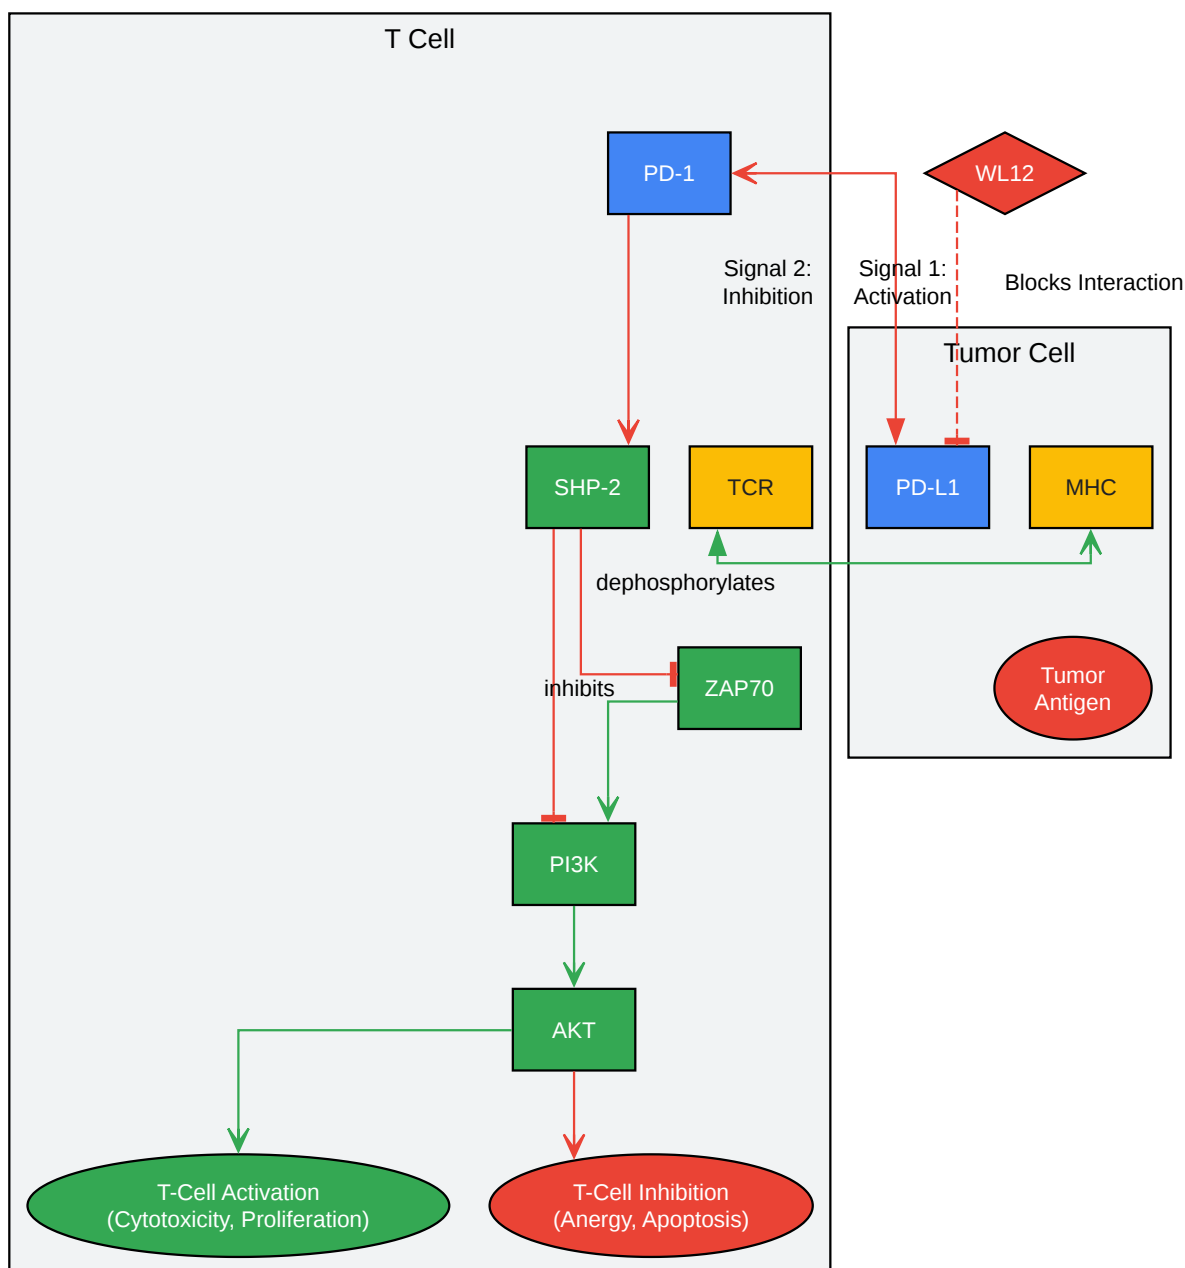 T Cell
PD-1
WL12
Signal 2:
Inhibition
Signal 1:
Activation
Blocks Interaction
Tumor Cell
SHP-2
TCR
PD-L1
MHC
dephosphorylates
inhibits
ZAP70
Tumor
Antigen
PI3K
AKT
T-Cell Activation
(Cytotoxicity, Proliferation)
T-Cell Inhibition
(Anergy, Apoptosis)